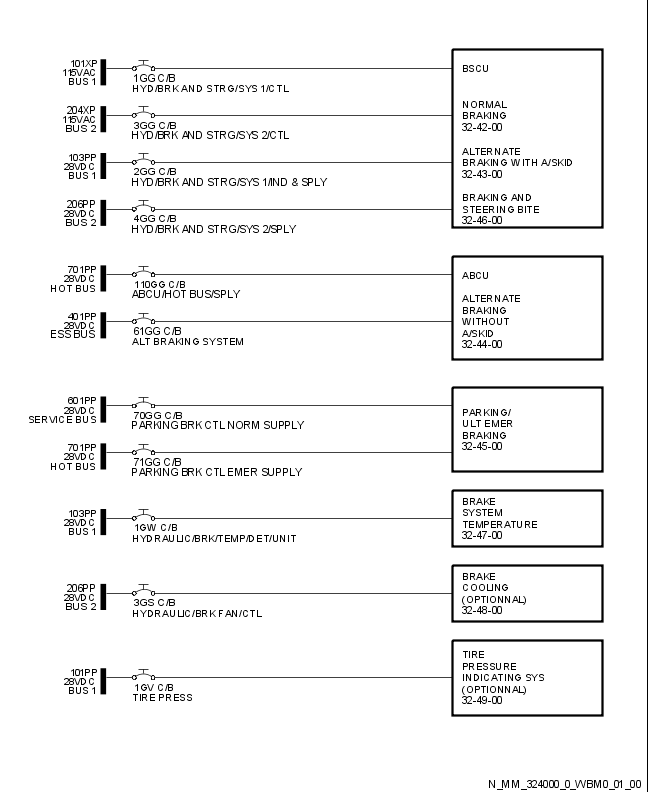 101XP
115VAC
BUS 1
1GG C/B
HYD/BRK AND STRG/SYS 1/CTL
204XP
115VAC
BUS 2
3GG C/B
HYD/BRK AND STRG/SYS 2/CTL
103PP
28VDC
BUS 1
2GG C/B
HYD/BRK AND STRG/SYS 1/IND & SPLY
206PP
28VDC
BUS 2
4GG C/B
HYD/BRK AND STRG/SYS 2/SPLY
BSCU
NORMAL
BRAKING
32-42-00
ALTERNATE
BRAKING WITH A/SKID
32-43-00
BRAKING AND
STEERING BITE
32-46-00
701PP
28VDC
HOT BUS
110GG C/B
ABCU/HOT BUS/SPLY
401PP
28VDC
ESS BUS
61GG C/B
ALT BRAKING SYSTEM
ABCU
ALTERNATE
BRAKING
WITHOUT
A/SKID
32-44-00
601PP
28VDC
SERVICE BUS
70GG C/B
PARKING BRK CTL NORM SUPPLY
701PP
28VDC
HOT BUS
71GG C/B
PARKING BRK CTL EMER SUPPLY
PARKING/
ULT EMER
BRAKING
32-45-00
103PP
28VDC
BUS 1
1GW C/B
HYDRAULIC/BRK/TEMP/DET/UNIT
BRAKE
SYSTEM
TEMPERATURE
32-47-00
206PP
28VDC
BUS 2
3GS C/B
HYDRAULIC/BRK FAN/CTL
BRAKE
COOLING
(OPTIONNAL)
32-48-00
101PP
28VDC
BUS 1
1GV C/B
TIRE PRESS
TIRE
PRESSURE
INDICATING SYS
(OPTIONNAL)
32-49-00
N_MM_324000_0_WBM0_01_00